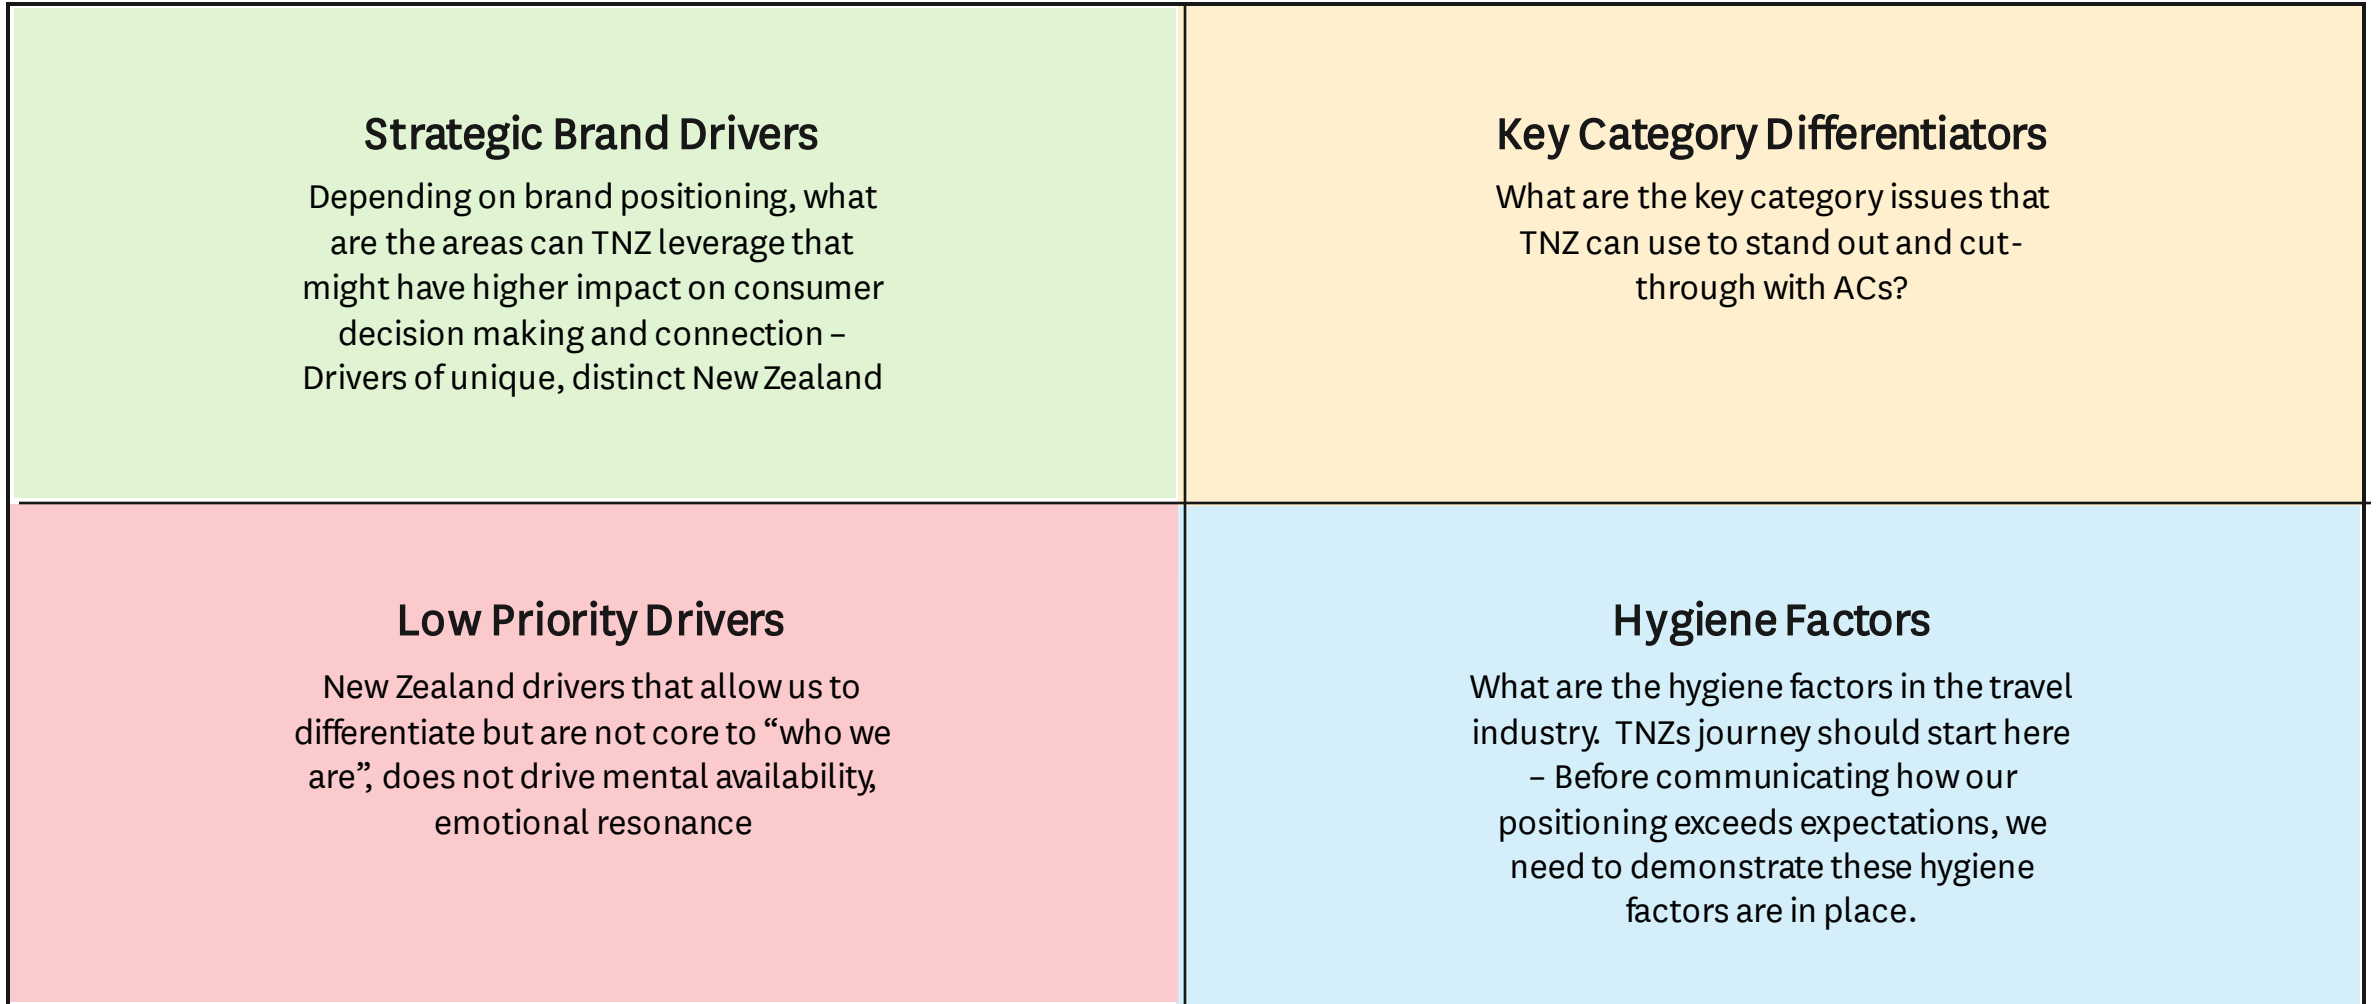 Strategic Brand Drivers
Depending on brand positioning, what
are the areas can TNZ leverage that
might have higher impact on consumer
decision making and connection –
Drivers of unique, distinct New Zealand
Key Category Differentiators
What are the key category issues that
TNZ can use to stand out and cut-
through with ACs?
Low Priority Drivers
New Zealand drivers that allow us to
differentiate but are not core to “who we
are”, does not drive mental availability,
emotional resonance
Hygiene Factors
What are the hygiene factors in the travel
industry.  TNZs journey should start here
– Before communicating how our
positioning exceeds expectations, we
need to demonstrate these hygiene
factors are in place.